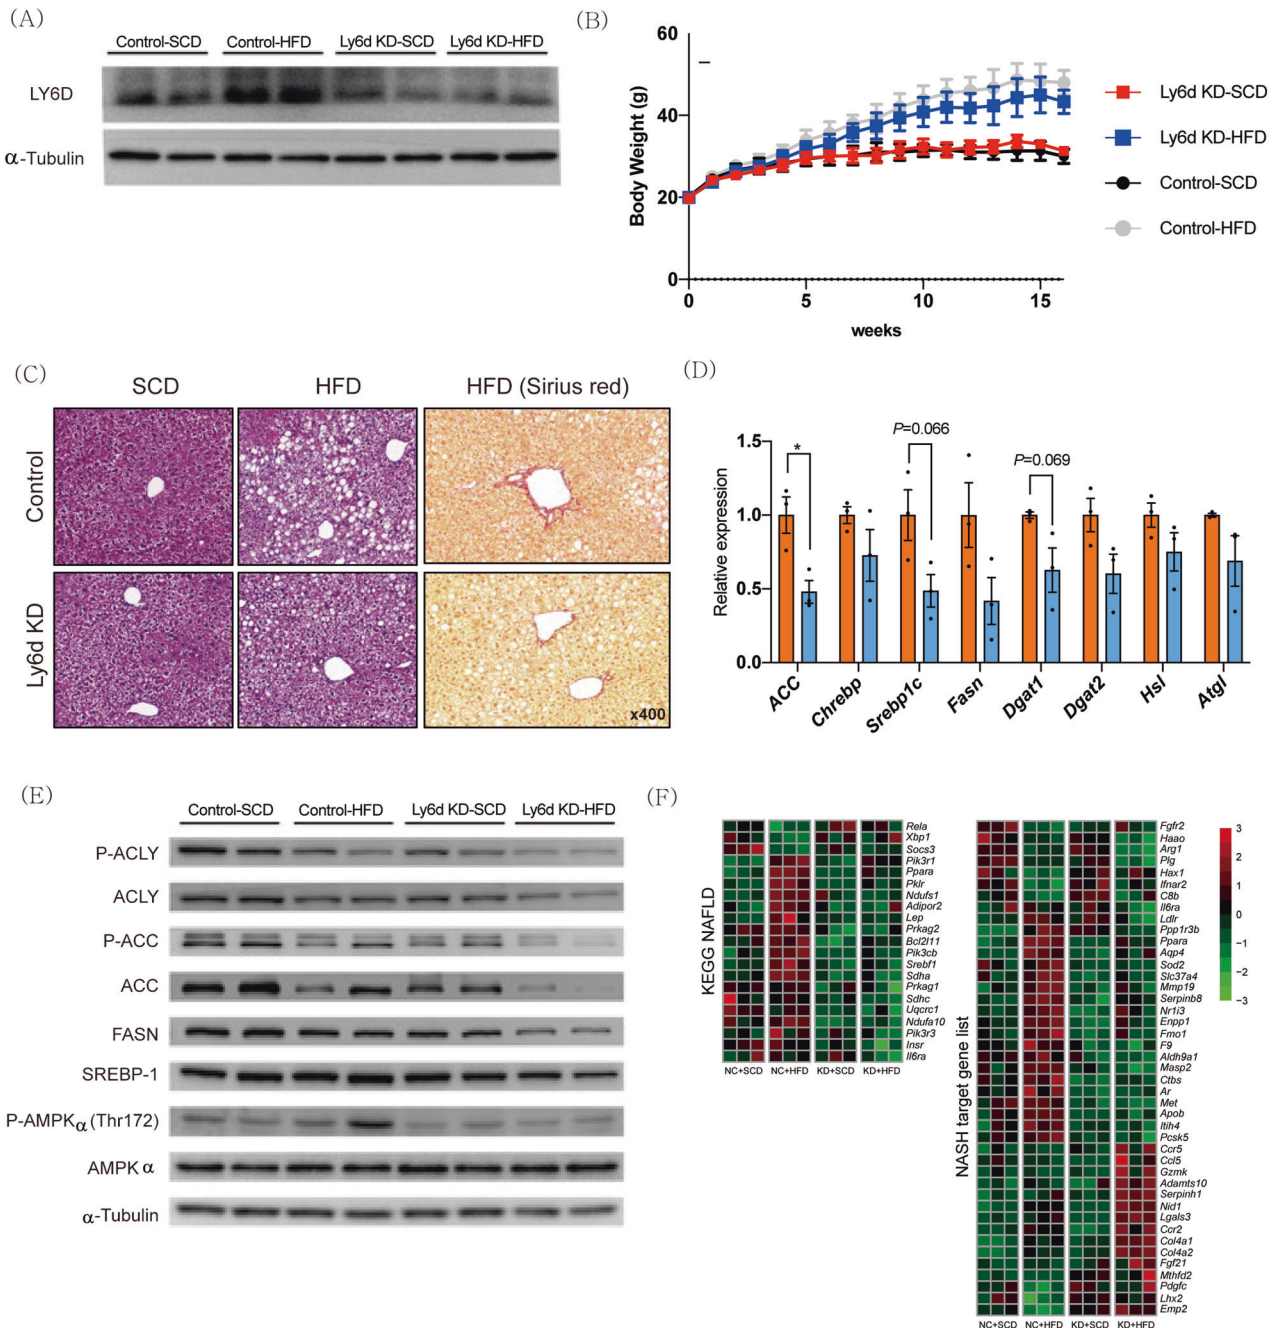 (A)
Control-SCD Control-HFD Ly6d KD-SCD Ly6d KD-HFD
LY6D
α-Tubulin
(B)
60
40
20
0
Body Weight (g)
0 5 10 15
weeks
Ly6d KD-SCD
Ly6d KD-HFD
Control-SCD
Control-HFD
(C)
SCD HFD HFD (Sirius red)
Control
Ly6d KD
x400
(D)
Relative expression
1.5
1.0
0.5
0.0
*
P=0.066
P=0.069
ACC Chrebp Srebp1c Fasn Dgat1 Dgat2 Hsl Atgl
(E)
Control-SCD Control-HFD Ly6d KD-SCD Ly6d KD-HFD
P-ACLY
ACLY
P-ACC
ACC
FASN
SREBP-1
P-AMPKα(Thr172)
AMPK α
α-Tubulin
(F)
KEGG NAFLD
Rela
Xbp1
Socs3
Pik3r1
Ppara
Pklr
Ndufs1
Adipor2
Lep
Prkag2
Bcl2l11
Pik3cb
Srebf1
Sdha
Prkag1
Sdhc
Uqcrc1
Ndufa10
Pik3r3
Insr
Il6ra
NC+SCD NC+HFD KD+SCD KD+HFD
NASH target gene list
Fgfr2
Haao
Arg1
Plg
Hax1
Ifnar2
C8b
Il6ra
Ldlr
Ppp1r3b
Ppara
Aqp4
Sod2
Slc37a4
Mmp19
Serpinb8
Nr1i3
Enpp1
Fmo1
F9
Aldh9a1
Masp2
Ctbs
Ar
Met
Apob
Itih4
Pcsk5
Ccr5
Ccl5
Gzmk
Adamts10
Serpinh1
Nid1
Lgals3
Ccr2
Col4a1
Col4a2
Fgf21
Mthfd2
Pdgfc
Lhx2
Emp2
NC+SCD NC+HFD KD+SCD KD+HFD
3
2
1
0
−1
−2
−3